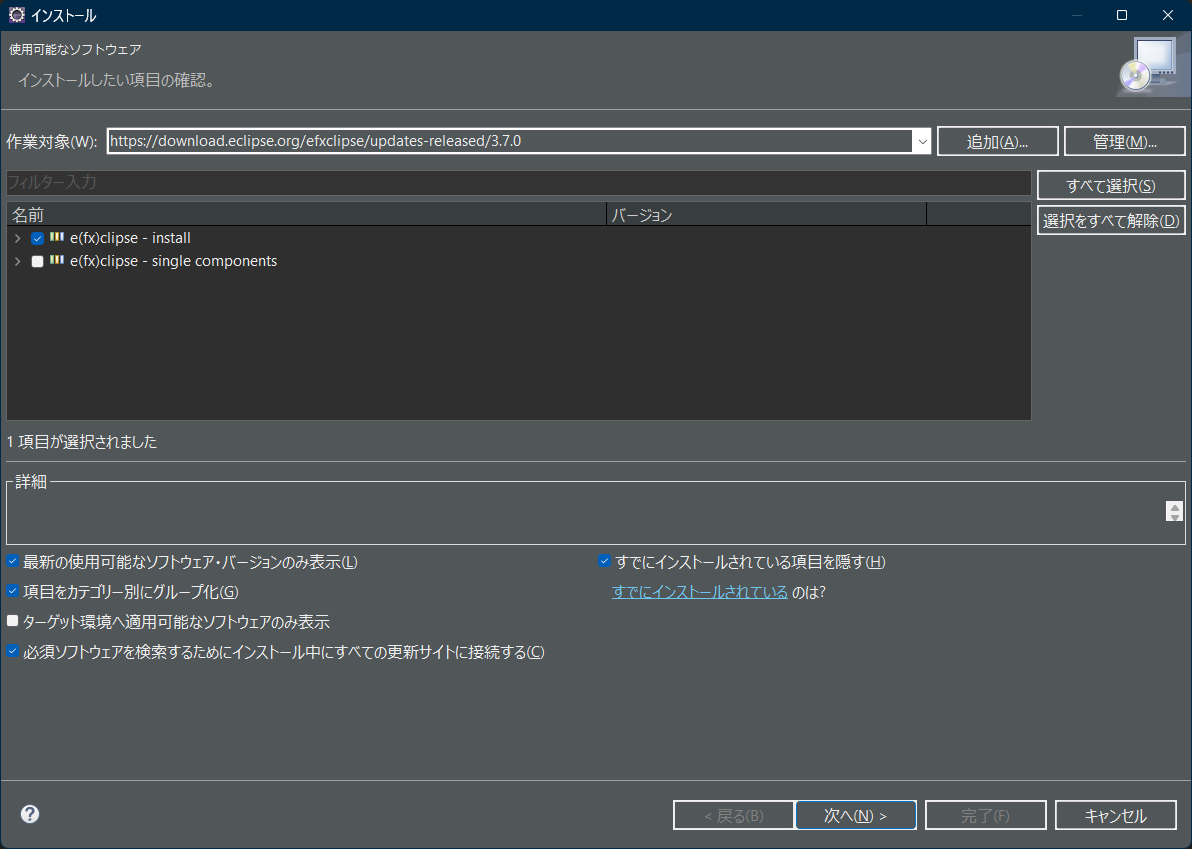 インストール
使用可能なソフトウェア
インストールしたい項目の確認。
作業対象(W): https://download.eclipse.org/efxclipse/updates-released/3.7.0 追加(A)... 管理(M)...
フィルター入力 すべて選択(S)
名前 バージョン 選択をすべて解除(D)
e(fx)clipse - install
e(fx)clipse - single components
1 項目が選択されました
詳細
最新の使用可能なソフトウェア・バージョンのみ表示(L) すでにインストールされている項目を隠す(H)
項目をカテゴリー別にグループ化(G) すでにインストールされている のは?
ターゲット環境へ適用可能なソフトウェアのみ表示
必須ソフトウェアを検索するためにインストール中にすべての更新サイトに接続する(C)
? < 戻る(B) 次へ(N) > 完了(F) キャンセル